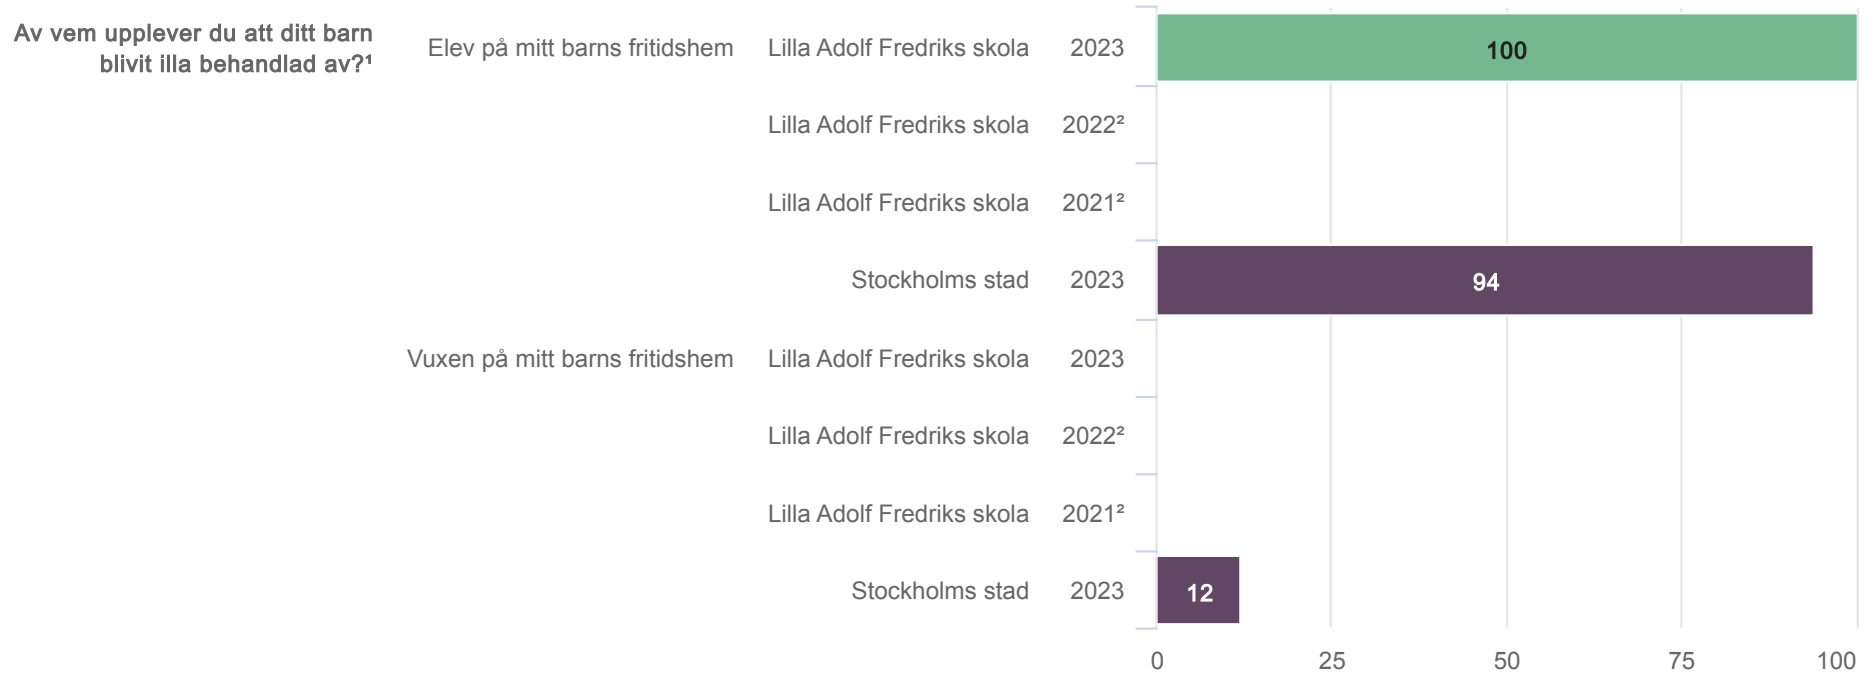 Av vem upplever du att ditt barn
blivit illa behandlad av?¹
Elev på mitt barns fritidshem Lilla Adolf Fredriks skola 2023 100
Lilla Adolf Fredriks skola 2022²
Lilla Adolf Fredriks skola 2021²
Stockholms stad 2023 94
Vuxen på mitt barns fritidshem Lilla Adolf Fredriks skola 2023
Lilla Adolf Fredriks skola 2022²
Lilla Adolf Fredriks skola 2021²
Stockholms stad 2023 12
0 25 50 75 100